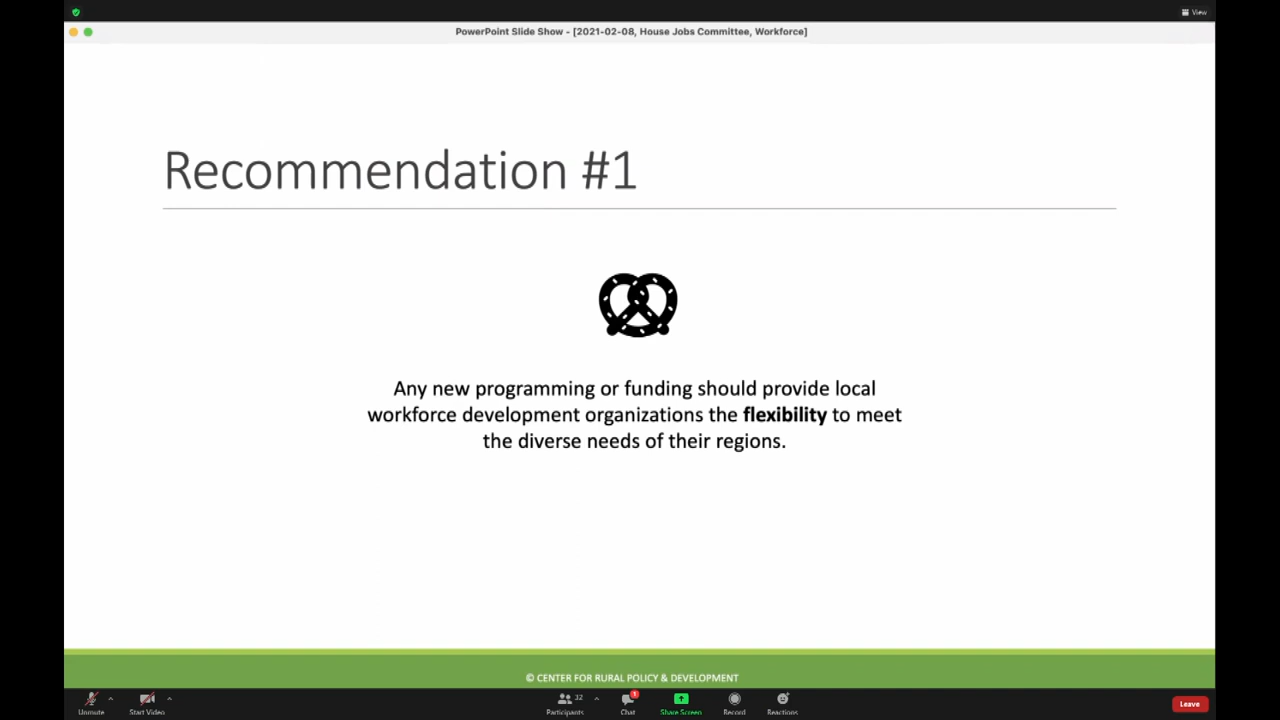 View
PowerPoint Slide Show - [2021-02-08, House Jobs Committee, Workforce]
Recommendation #1
Any new programming or funding should provide local
workforce development organizations the flexibility to meet
the diverse needs of their regions.
© CENTER FOR RURAL POLICY & DEVELOPMENT
Unmute
Start Video
32
Participants
1
Chat
Share Screen
Record
Reactions
Leave